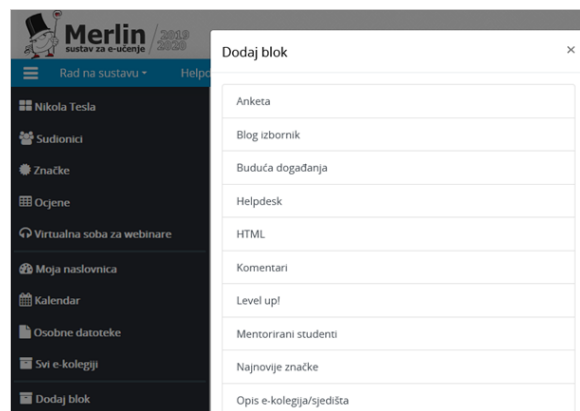 Merlin
sustav za e-učenje
2019
2020
Rad na sustavu
Helpd
Nikola Tesla
Sudionici
Značke
Ocjene
Virtualna soba za webinare
Moja naslovnica
Kalendar
Osobne datoteke
Svi e-kolegiji
Dodaj blok
Dodaj blok ×
Anketa
Blog izbornik
Buduća događanja
Helpdesk
HTML
Komentari
Level up!
Mentorirani studenti
Najnovije značke
Opis e-kolegija/sjedišta